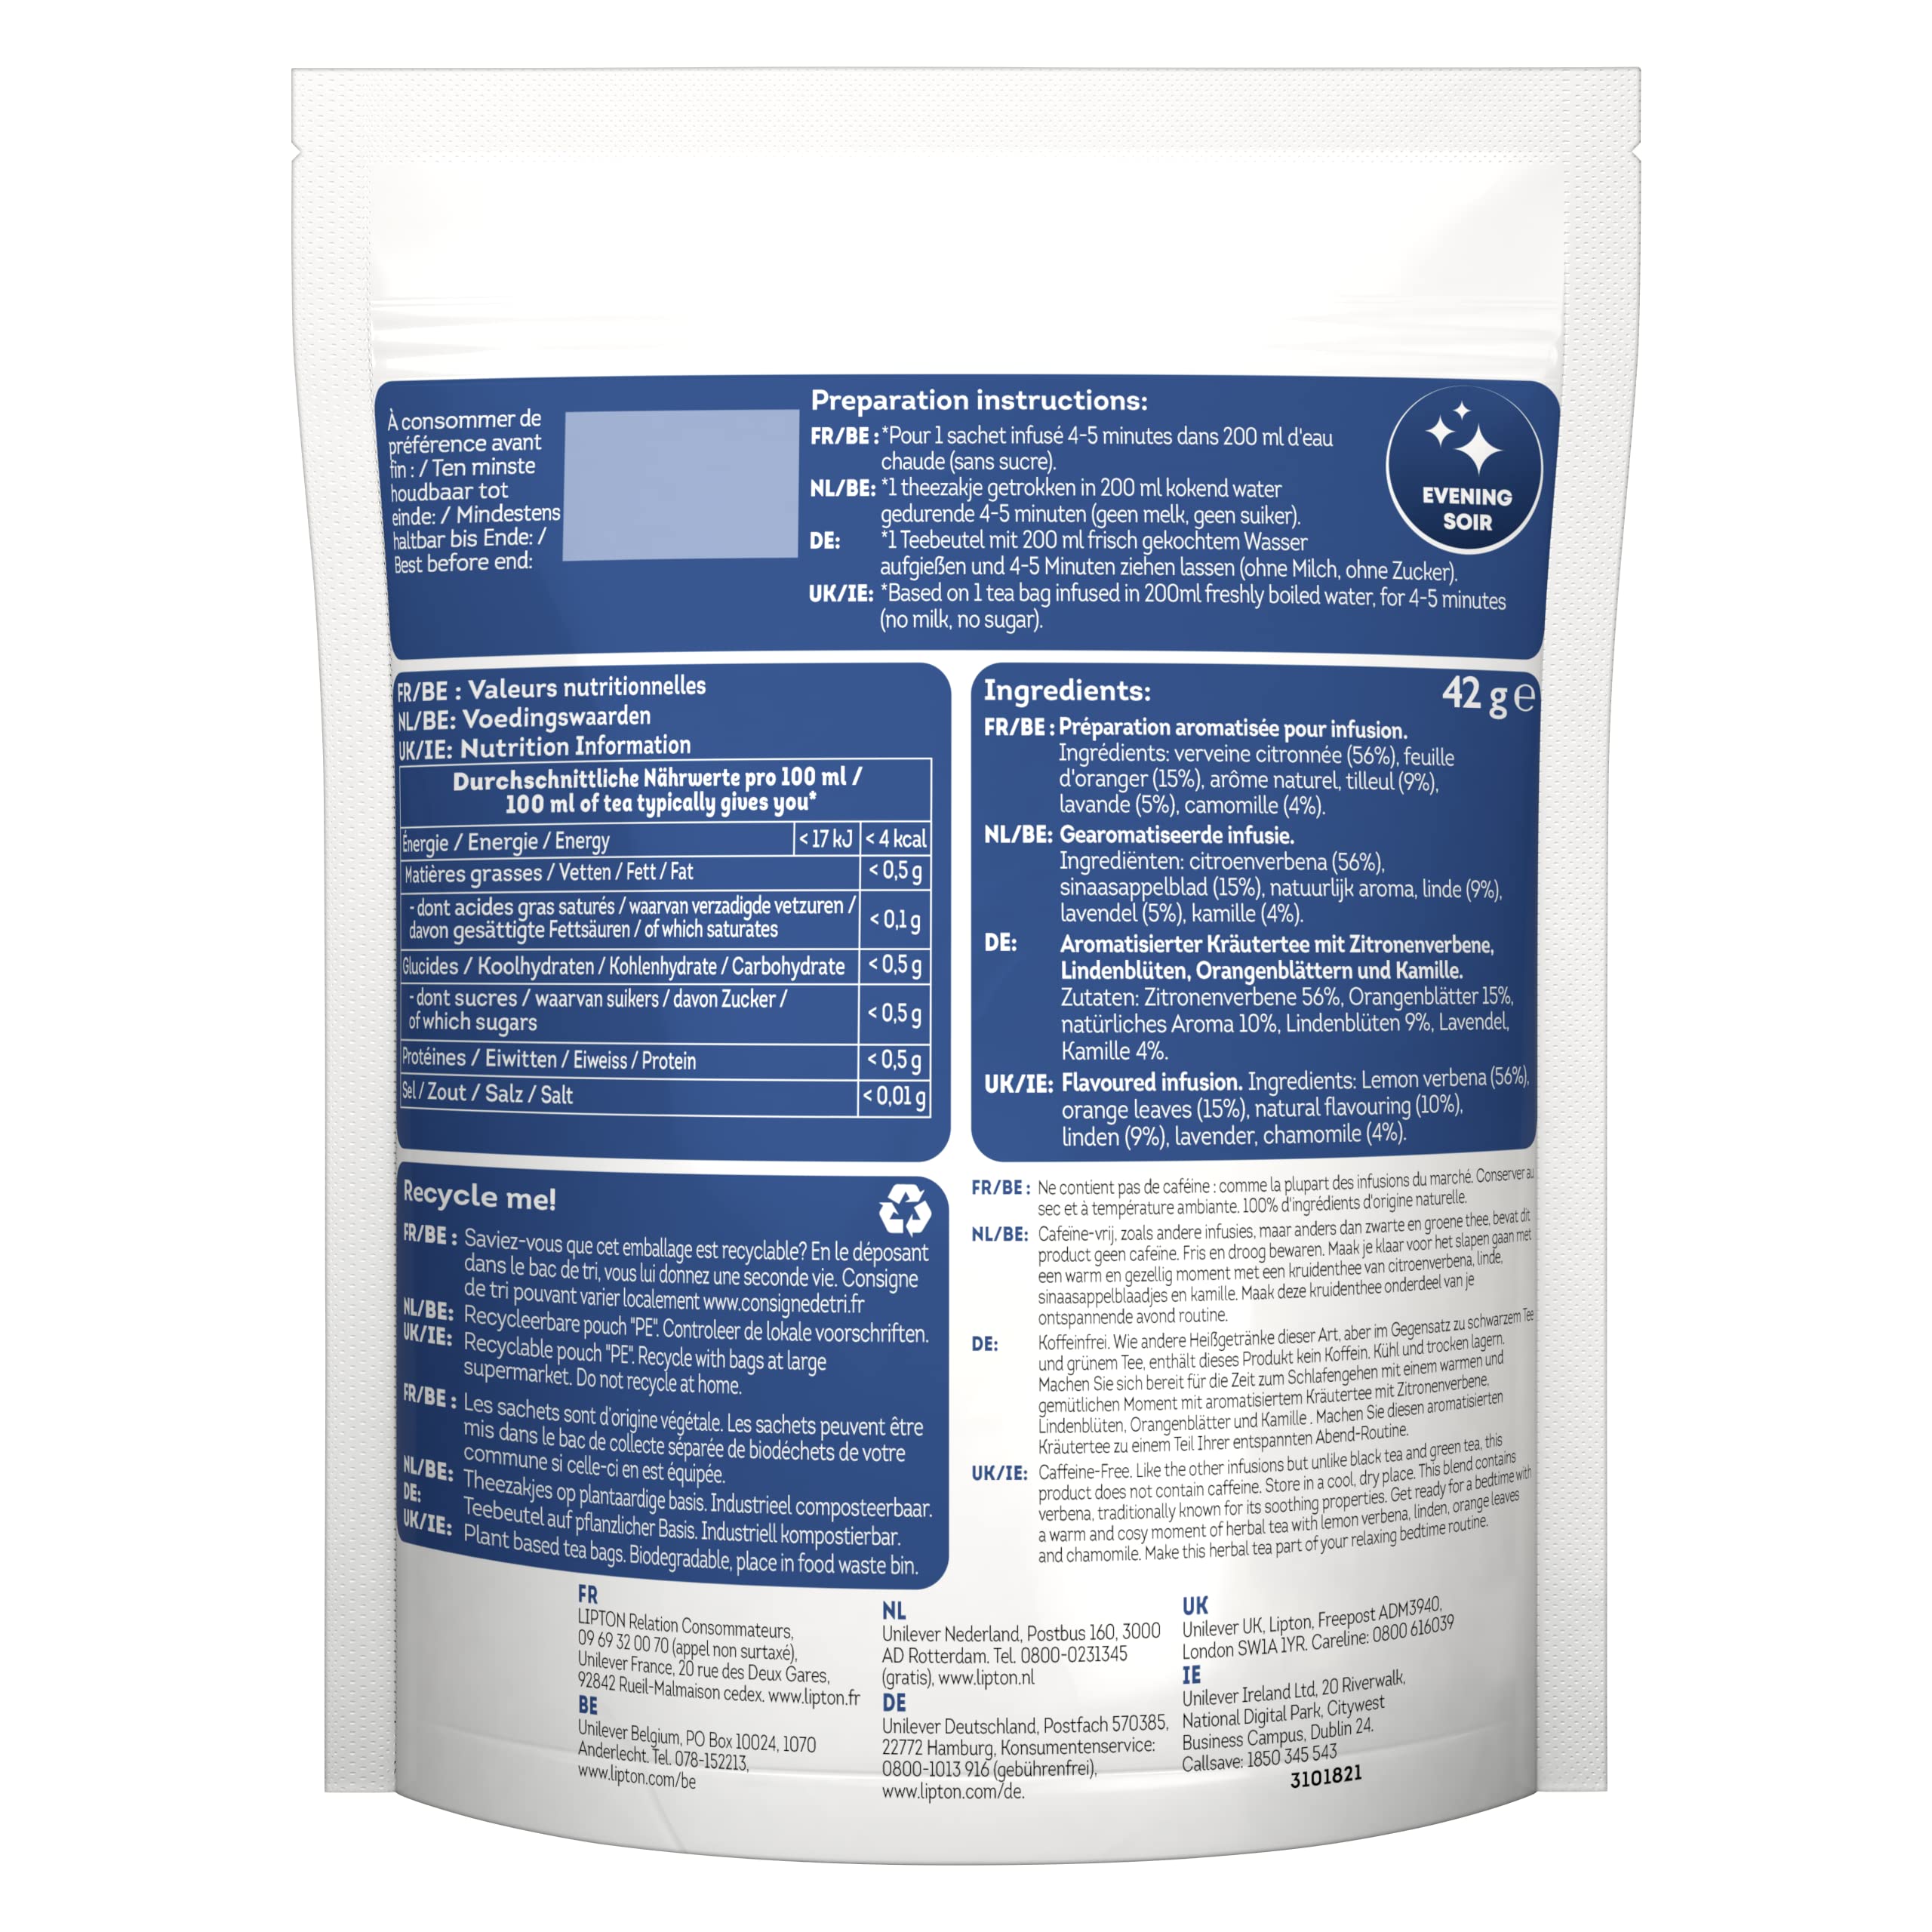 À consommer de
préférence avant
fin : / Ten minste
houdbaar tot
einde: / Mindestens
haltbar bis Ende: /
Best before end:
Preparation instructions:
FR/BE : *Pour 1 sachet infusé 4-5 minutes dans 200 ml d'eau
chaude (sans sucre).
NL/BE: *1 theezakje getrokken in 200 ml kokend water
gedurende 4-5 minuten (geen melk, geen suiker).
DE: *1 Teebeutel mit 200 ml frisch gekochtem Wasser
aufgießen und 4-5 Minuten ziehen lassen (ohne Milch, ohne Zucker).
UK/IE: *Based on 1 tea bag infused in 200ml freshly boiled water, for 4-5 minutes
(no milk, no sugar).
EVENING
SOIR
FR/BE : Valeurs nutritionnelles
NL/BE: Voedingswaarden
UK/IE: Nutrition Information
Durchschnittliche Nährwerte pro 100 ml /
100 ml of tea typically gives you*
Énergie / Energie / Energy < 17 kJ < 4 kcal
Matières grasses / Vetten / Fett / Fat < 0,5 g
- dont acides gras saturés / waarvan verzadigde vetzuren /
davon gesättigte Fettsäuren / of which saturates < 0,1 g
Glucides / Koolhydraten / Kohlenhydrate / Carbohydrate < 0,5 g
- dont sucres / waarvan suikers / davon Zucker /
of which sugars < 0,5 g
Protéines / Eiwitten / Eiweiss / Protein < 0,5 g
Sel / Zout / Salz / Salt < 0,01 g
Ingredients: 42 g e
FR/BE : Préparation aromatisée pour infusion.
Ingrédients: verveine citronnée (56%), feuille
d'oranger (15%), arôme naturel, tilleul (9%),
lavande (5%), camomille (4%).
NL/BE: Gearomatiseerde infusie.
Ingrediënten: citroenverbena (56%),
sinaasappelblad (15%), natuurlijk aroma, linde (9%),
lavendel (5%), kamille (4%).
DE: Aromatisierter Kräutertee mit Zitronenverbene,
Lindenblüten, Orangenblättern und Kamille.
Zutaten: Zitronenverbene 56%, Orangenblätter 15%,
natürliches Aroma 10%, Lindenblüten 9%, Lavendel,
Kamille 4%.
UK/IE: Flavoured infusion. Ingredients: Lemon verbena (56%),
orange leaves (15%), natural flavouring (10%),
linden (9%), lavender, chamomile (4%).
Recycle me!
FR/BE : Saviez-vous que cet emballage est recyclable? En le déposant
dans le bac de tri, vous lui donnez une seconde vie. Consigne
de tri pouvant varier localement www.consignedetri.fr
NL/BE: Recycleerbare pouch "PE". Controleer de lokale voorschriften.
UK/IE: Recyclable pouch "PE". Recycle with bags at large
supermarket. Do not recycle at home.
FR/BE : Les sachets sont d'origine végétale. Les sachets peuvent être
mis dans le bac de collecte séparée de biodéchets de votre
commune si celle-ci en est équipée.
NL/BE: Theezakjes op plantaardige basis. Industrieel composteerbaar.
DE: Teebeutel auf pflanzlicher Basis. Industriell kompostierbar.
UK/IE: Plant based tea bags. Biodegradable, place in food waste bin.
FR/BE : Ne contient pas de caféine : comme la plupart des infusions du marché. Conserver au
sec et à température ambiante. 100% d'ingrédients d'origine naturelle.
NL/BE: Cafeïne-vrij, zoals andere infusies, maar anders dan zwarte en groene thee, bevat dit
product geen cafeïne. Fris en droog bewaren. Maak je klaar voor het slapen gaan met
een warm en gezellig moment met een kruidenthee van citroenverbena, linde,
sinaasappelblaadjes en kamille. Maak deze kruidenthee onderdeel van je
ontspannende avond routine.
DE: Koffeinfrei. Wie andere Heißgetränke dieser Art, aber im Gegensatz zu schwarzem Tee
und grünem Tee, enthält dieses Produkt kein Koffein. Kühl und trocken lagern.
Machen Sie sich bereit für die Zeit zum Schlafengehen mit einem warmen und
gemütlichen Moment mit aromatisiertem Kräutertee mit Zitronenverbene,
Lindenblüten, Orangenblätter und Kamille . Machen Sie diesen aromatisierten
Kräutertee zu einem Teil Ihrer entspannten Abend-Routine.
UK/IE: Caffeine-Free. Like the other infusions but unlike black tea and green tea, this
product does not contain caffeine. Store in a cool, dry place. This blend contains
verbena, traditionally known for its soothing properties. Get ready for a bedtime with
a warm and cosy moment of herbal tea with lemon verbena, linden, orange leaves
and chamomile. Make this herbal tea part of your relaxing bedtime routine.
FR
LIPTON Relation Consommateurs,
09 69 32 00 70 (appel non surtaxé),
Unilever France, 20 rue des Deux Gares,
92842 Rueil-Malmaison cedex. www.lipton.fr
BE
Unilever Belgium, PO Box 10024, 1070
Anderlecht. Tel. 078-152213,
www.lipton.com/be
NL
Unilever Nederland, Postbus 160, 3000
AD Rotterdam. Tel. 0800-0231345
(gratis), www.lipton.nl
DE
Unilever Deutschland, Postfach 570385,
22772 Hamburg, Konsumentenservice:
0800-1013 916 (gebührenfrei),
www.lipton.com/de.
UK
Unilever UK, Lipton, Freepost ADM3940,
London SW1A 1YR. Careline: 0800 616039
IE
Unilever Ireland Ltd, 20 Riverwalk,
National Digital Park, Citywest
Business Campus, Dublin 24.
Callsave: 1850 345 543
3101821